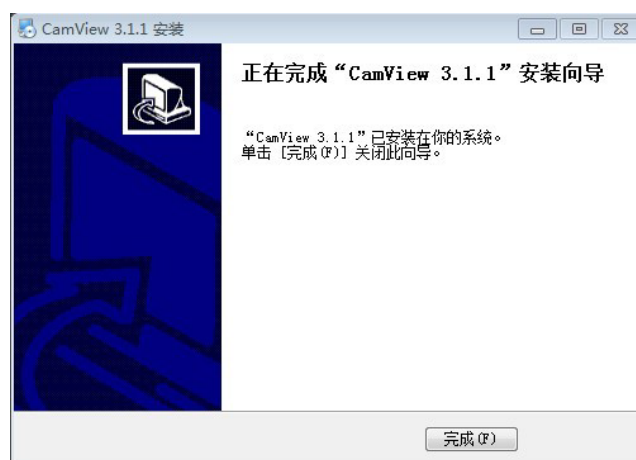 CamView 3.1.1 安装
正在完成“CamView 3.1.1”安装向导
“CamView 3.1.1”已安装在你的系统。
单击 [完成(F)] 关闭此向导。
完成(F)